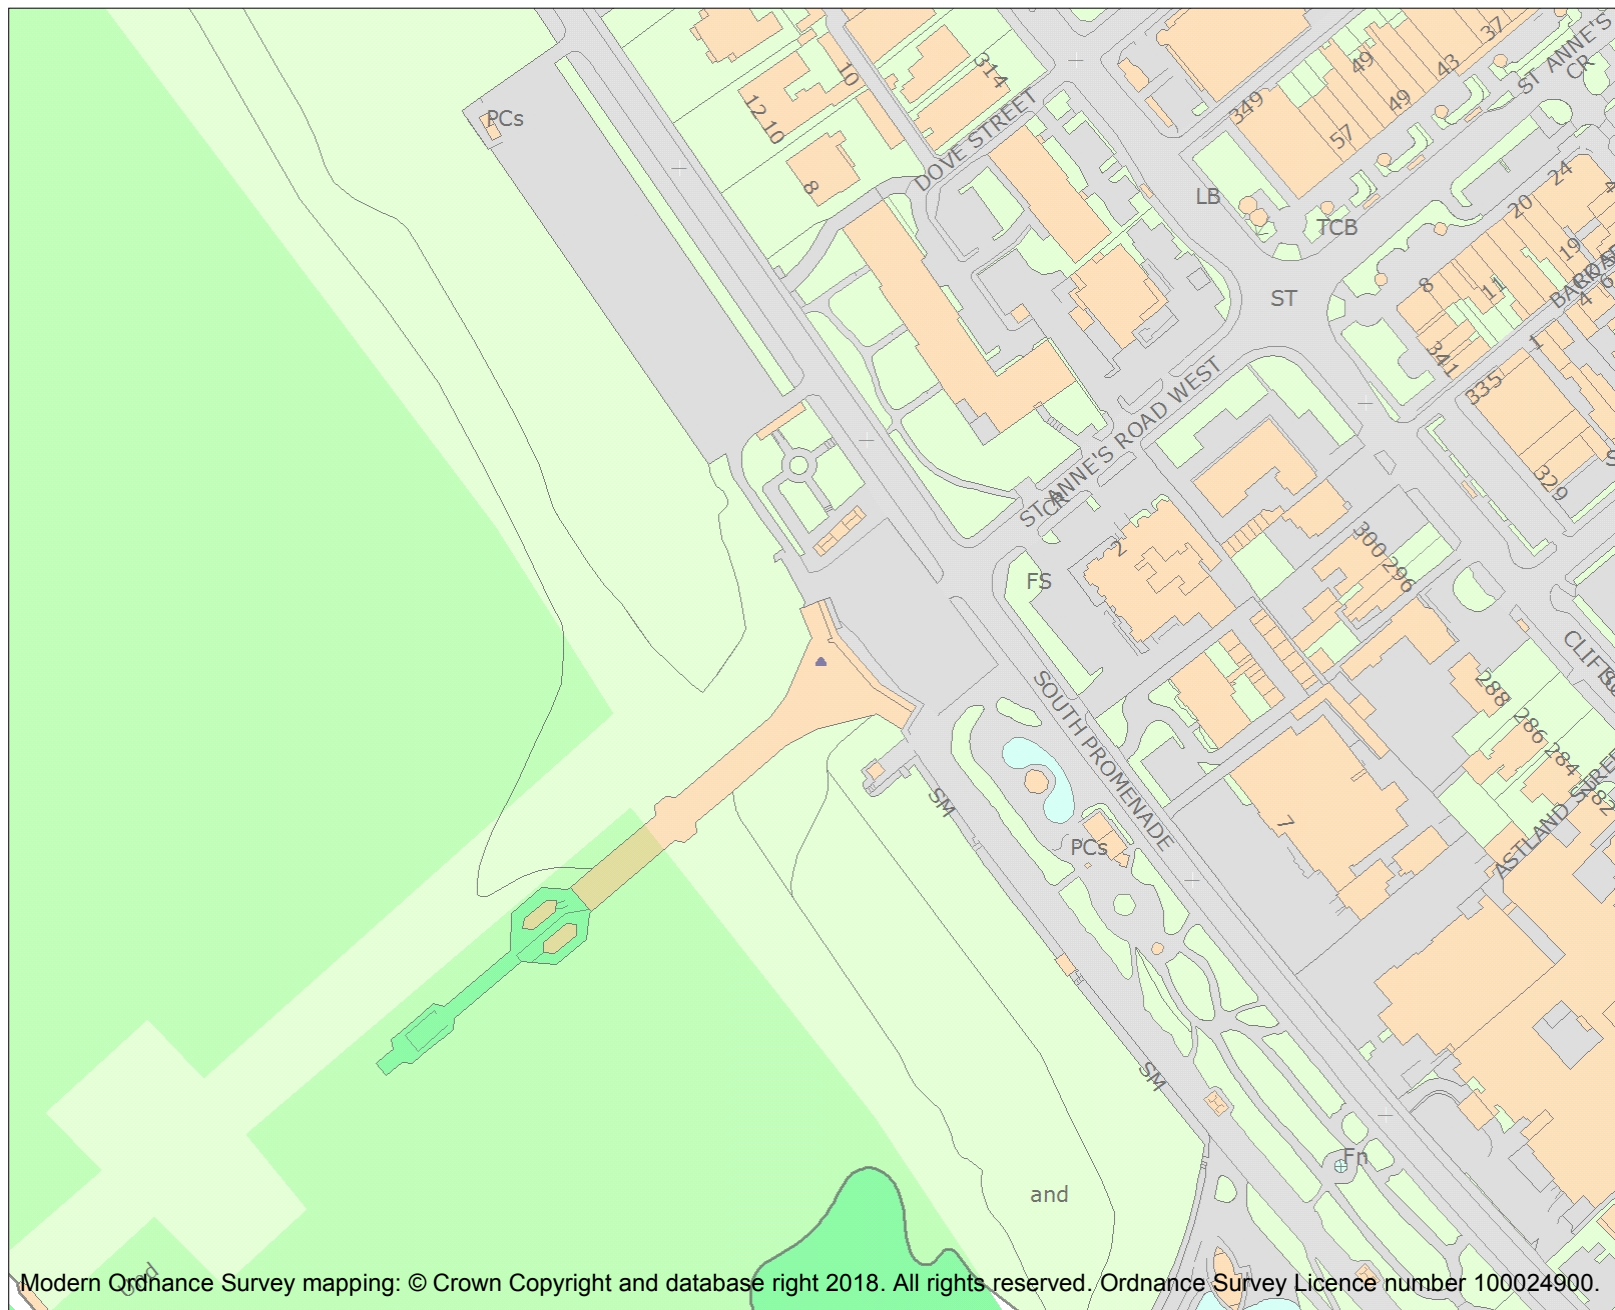 PCs
12 10
10
8
314
DOVE STREET
349
57
49
49
43
37
ST ANNE'S
CR
LB
TCB
ST
24
20
19
11
8
341
335
1
329
ST ANNE'S ROAD WEST
CR
2
FS
300
296
288
286
284
282
SOUTH PROMENADE
SM
PCs
7
SM
Fn
and
Modern Ordnance Survey mapping: © Crown Copyright and database right 2018. All rights reserved. Ordnance Survey Licence number 100024900.